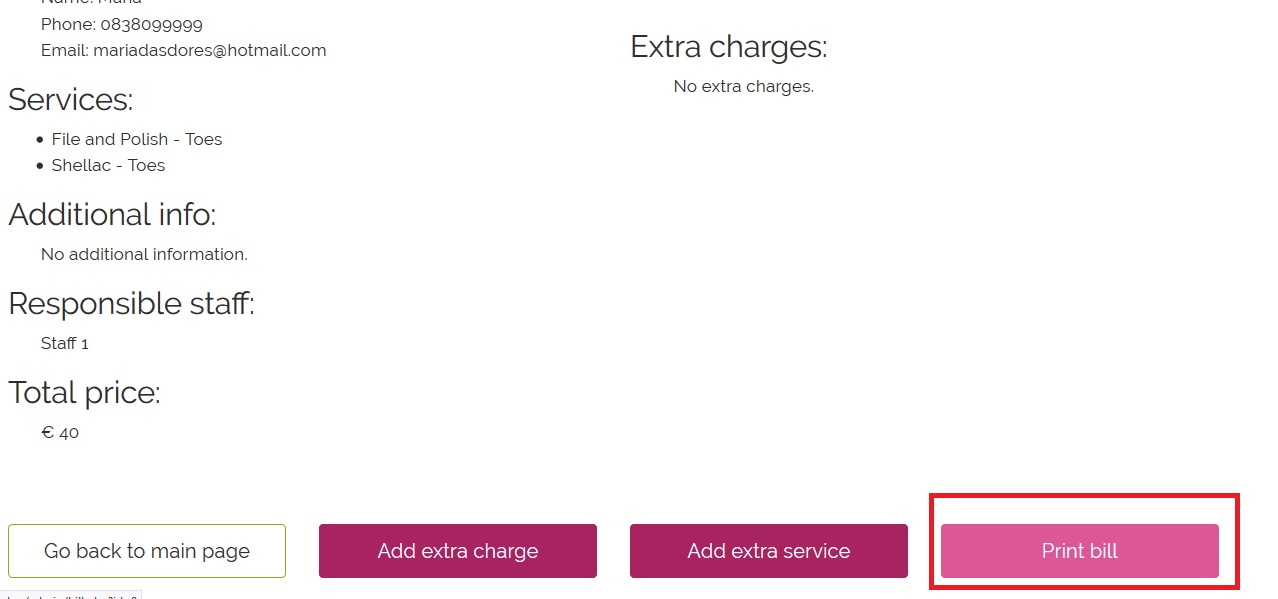 Name: Maria
Phone: 0838099999
Email: mariadasdores@hotmail.com
Services:
File and Polish - Toes
Shellac - Toes
Additional info:
No additional information.
Responsible staff:
Staff 1
Total price:
€ 40
Extra charges:
No extra charges.
Go back to main page
Add extra charge
Add extra service
Print bill